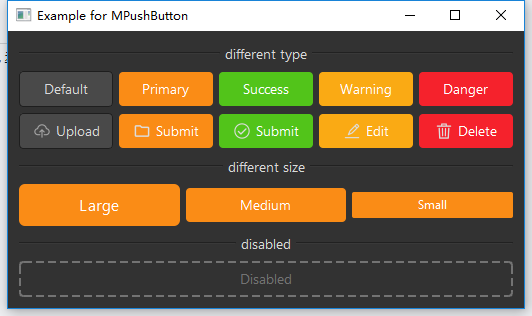 Example for MPushButton
different type
Default Primary Success Warning Danger
Upload Submit Submit Edit Delete
different size
Large Medium Small
disabled
Disabled